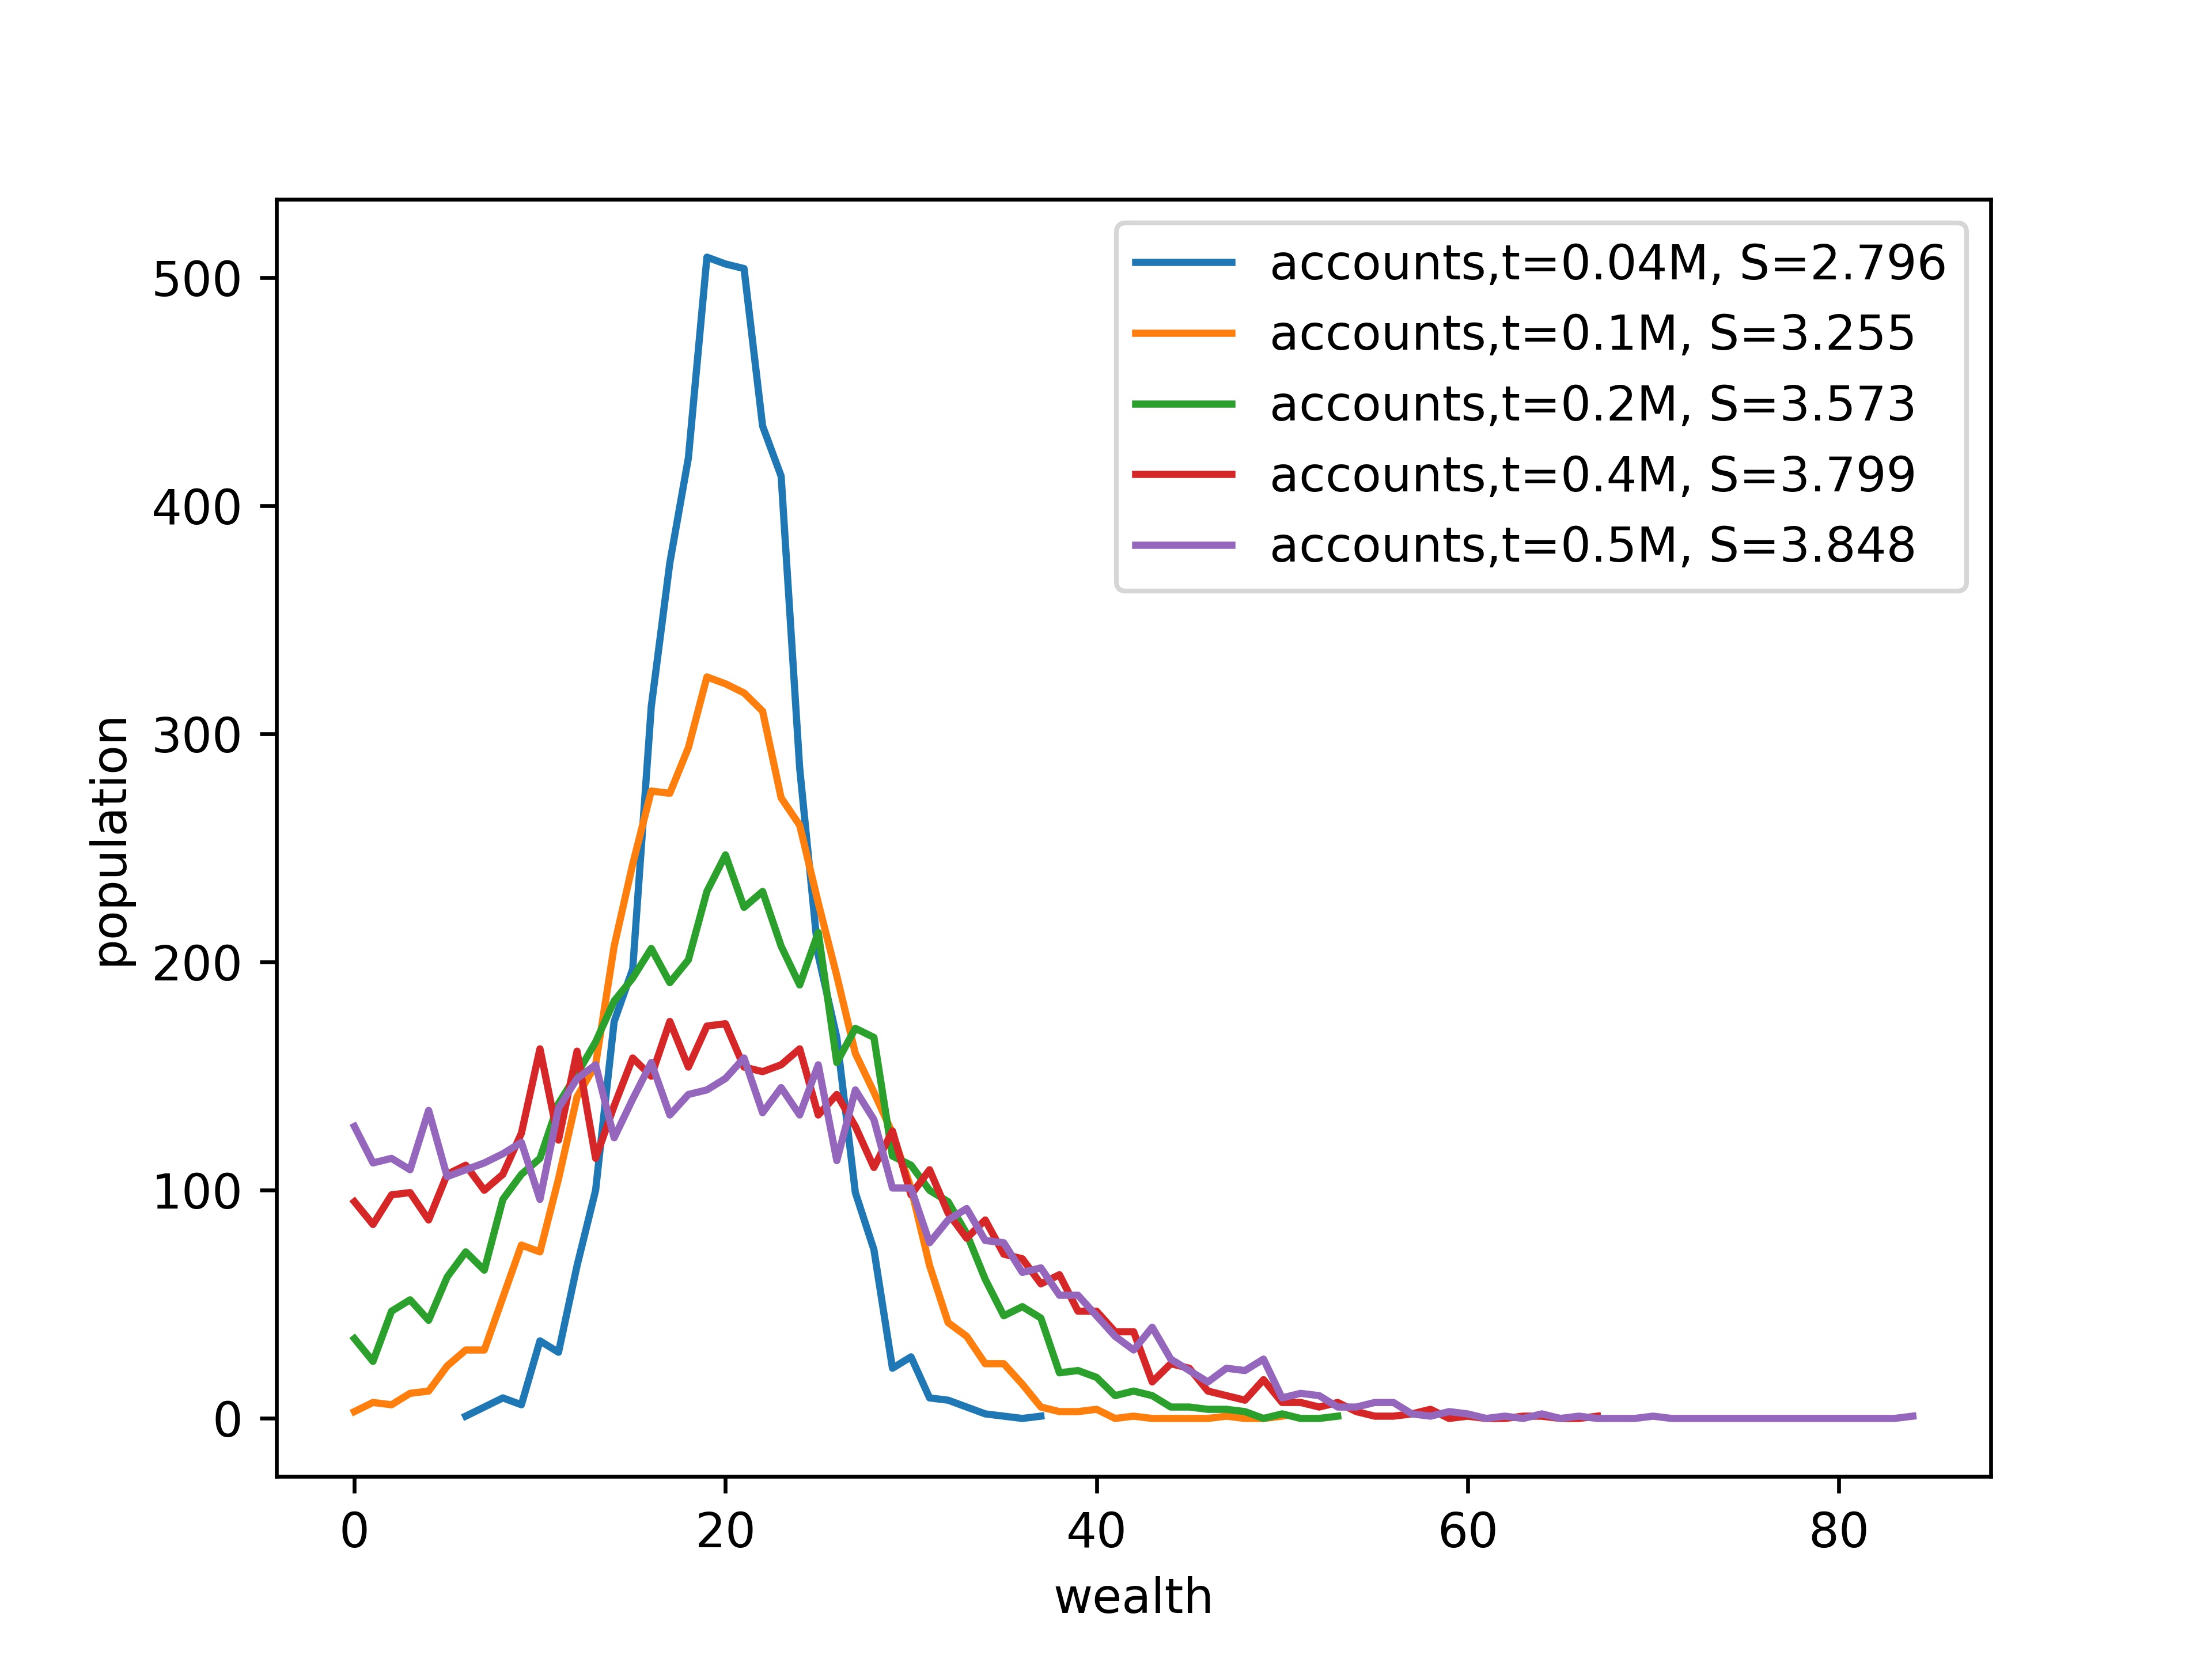 accounts,t=0.04M, S=2.796
accounts,t=0.1M, S=3.255
accounts,t=0.2M, S=3.573
accounts,t=0.4M, S=3.799
accounts,t=0.5M, S=3.848
population
500
400
300
200
100
0
0 20 40 60 80
wealth